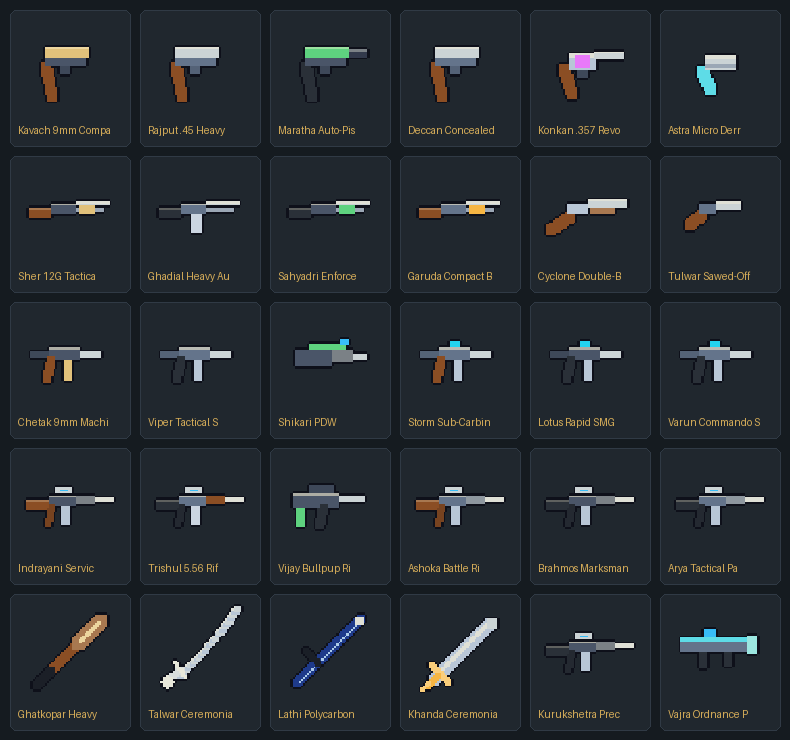 Kavach 9mm Compa
Rajput .45 Heavy
Maratha Auto-Pis
Deccan Concealed
Konkan .357 Revo
Astra Micro Derr
Sher 12G Tactica
Ghadial Heavy Au
Sahyadri Enforce
Garuda Compact B
Cyclone Double-B
Tulwar Sawed-Off
Chetak 9mm Machi
Viper Tactical S
Shikari PDW
Storm Sub-Carbin
Lotus Rapid SMG
Varun Commando S
Indrayani Servic
Trishul 5.56 Rif
Vijay Bullpup Ri
Ashoka Battle Ri
Brahmos Marksman
Arya Tactical Pa
Ghatkopar Heavy
Talwar Ceremonia
Lathi Polycarbon
Khanda Ceremonia
Kurukshetra Prec
Vajra Ordnance P